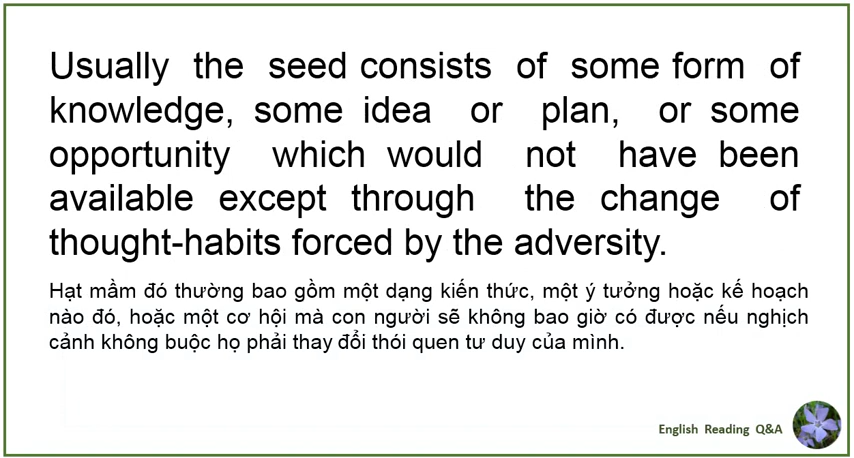 Usually the seed consists of some form of
knowledge, some idea or plan, or some
opportunity which would not have been
available except through the change of
thought-habits forced by the adversity.
Hạt mầm đó thường bao gồm một dạng kiến thức, một ý tưởng hoặc kế hoạch
nào đó, hoặc một cơ hội mà con người sẽ không bao giờ có được nếu nghịch
cảnh không buộc họ phải thay đổi thói quen tư duy của mình.
English Reading Q&A